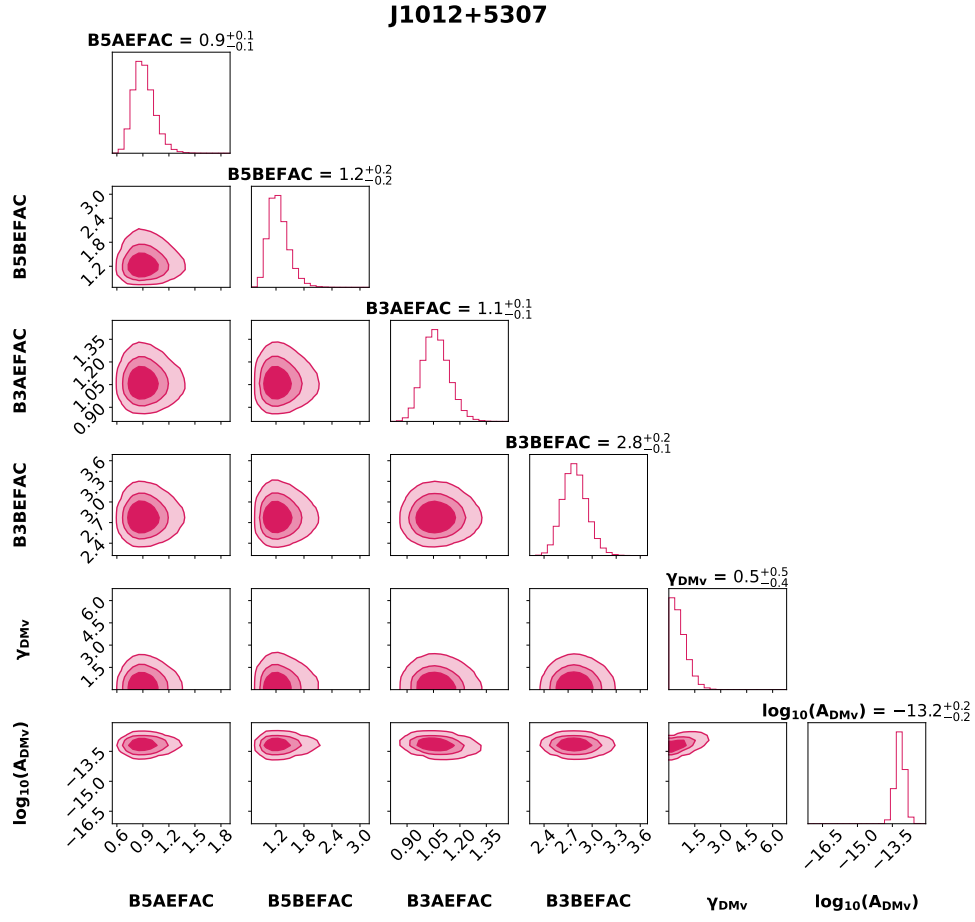 J1012+5307
B5AEFAC = 0.9+0.1−0.1
B5BEFAC = 1.2+0.2−0.2
B5BEFAC
3.0
2.4
1.8
1.2
B3AEFAC = 1.1+0.1−0.1
B3AEFAC
1.35
1.20
1.05
0.90
B3BEFAC = 2.8+0.2−0.1
B3BEFAC
3.6
3.3
3.0
2.7
2.4
γDMv = 0.5+0.5−0.4
γDMv
6.0
4.5
3.0
1.5
log10(ADMv) = −13.2+0.2−0.2
log10(ADMv)
−13.5
−15.0
−16.5
0.6 0.9 1.2 1.5 1.8 1.2 1.8 2.4 3.0 0.90 1.05 1.20 1.35 2.4 2.7 3.0 3.3 3.6 1.5 3.0 4.5 6.0 −16.5 −15.0 −13.5
B5AEFAC B5BEFAC B3AEFAC B3BEFAC γDMv log10(ADMv)